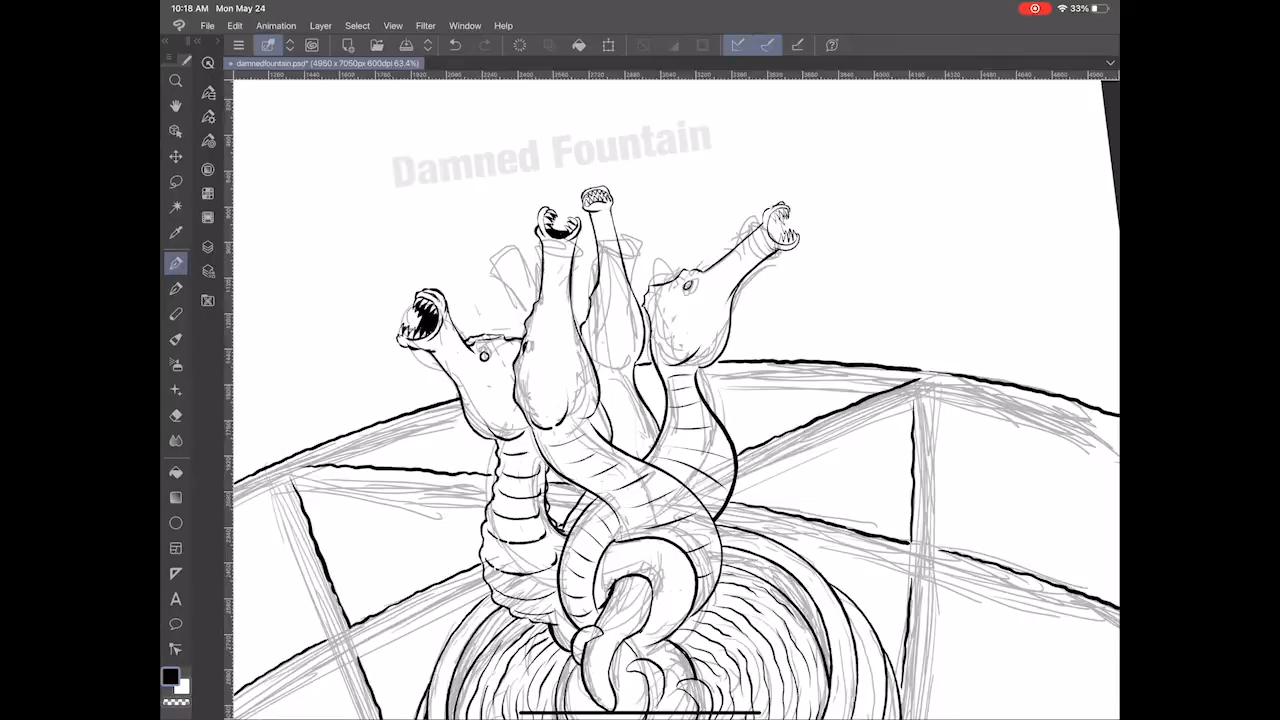 10:18 AM Mon May 24
33%
File Edit Animation Layer Select View Filter Window Help
damnedfountain.psd* (4950 x 7050px 600dpi 63.4%)
Damned Fountain